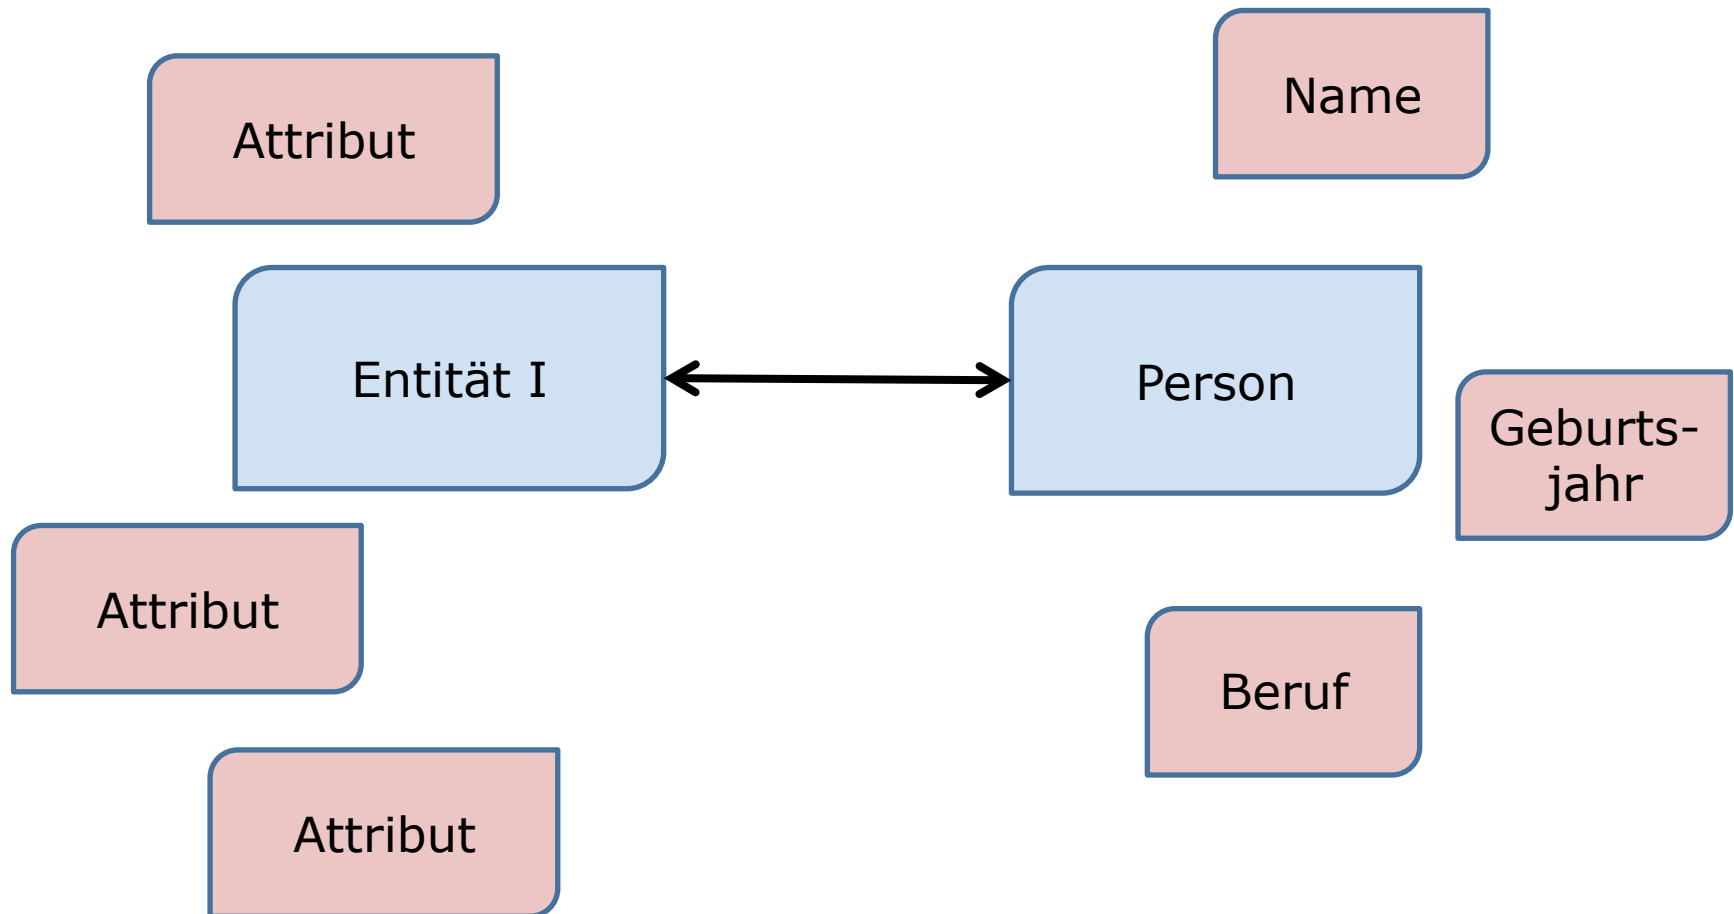 Name
Attribut
Entität I
Person
Geburts-
jahr
Attribut
Beruf
Attribut